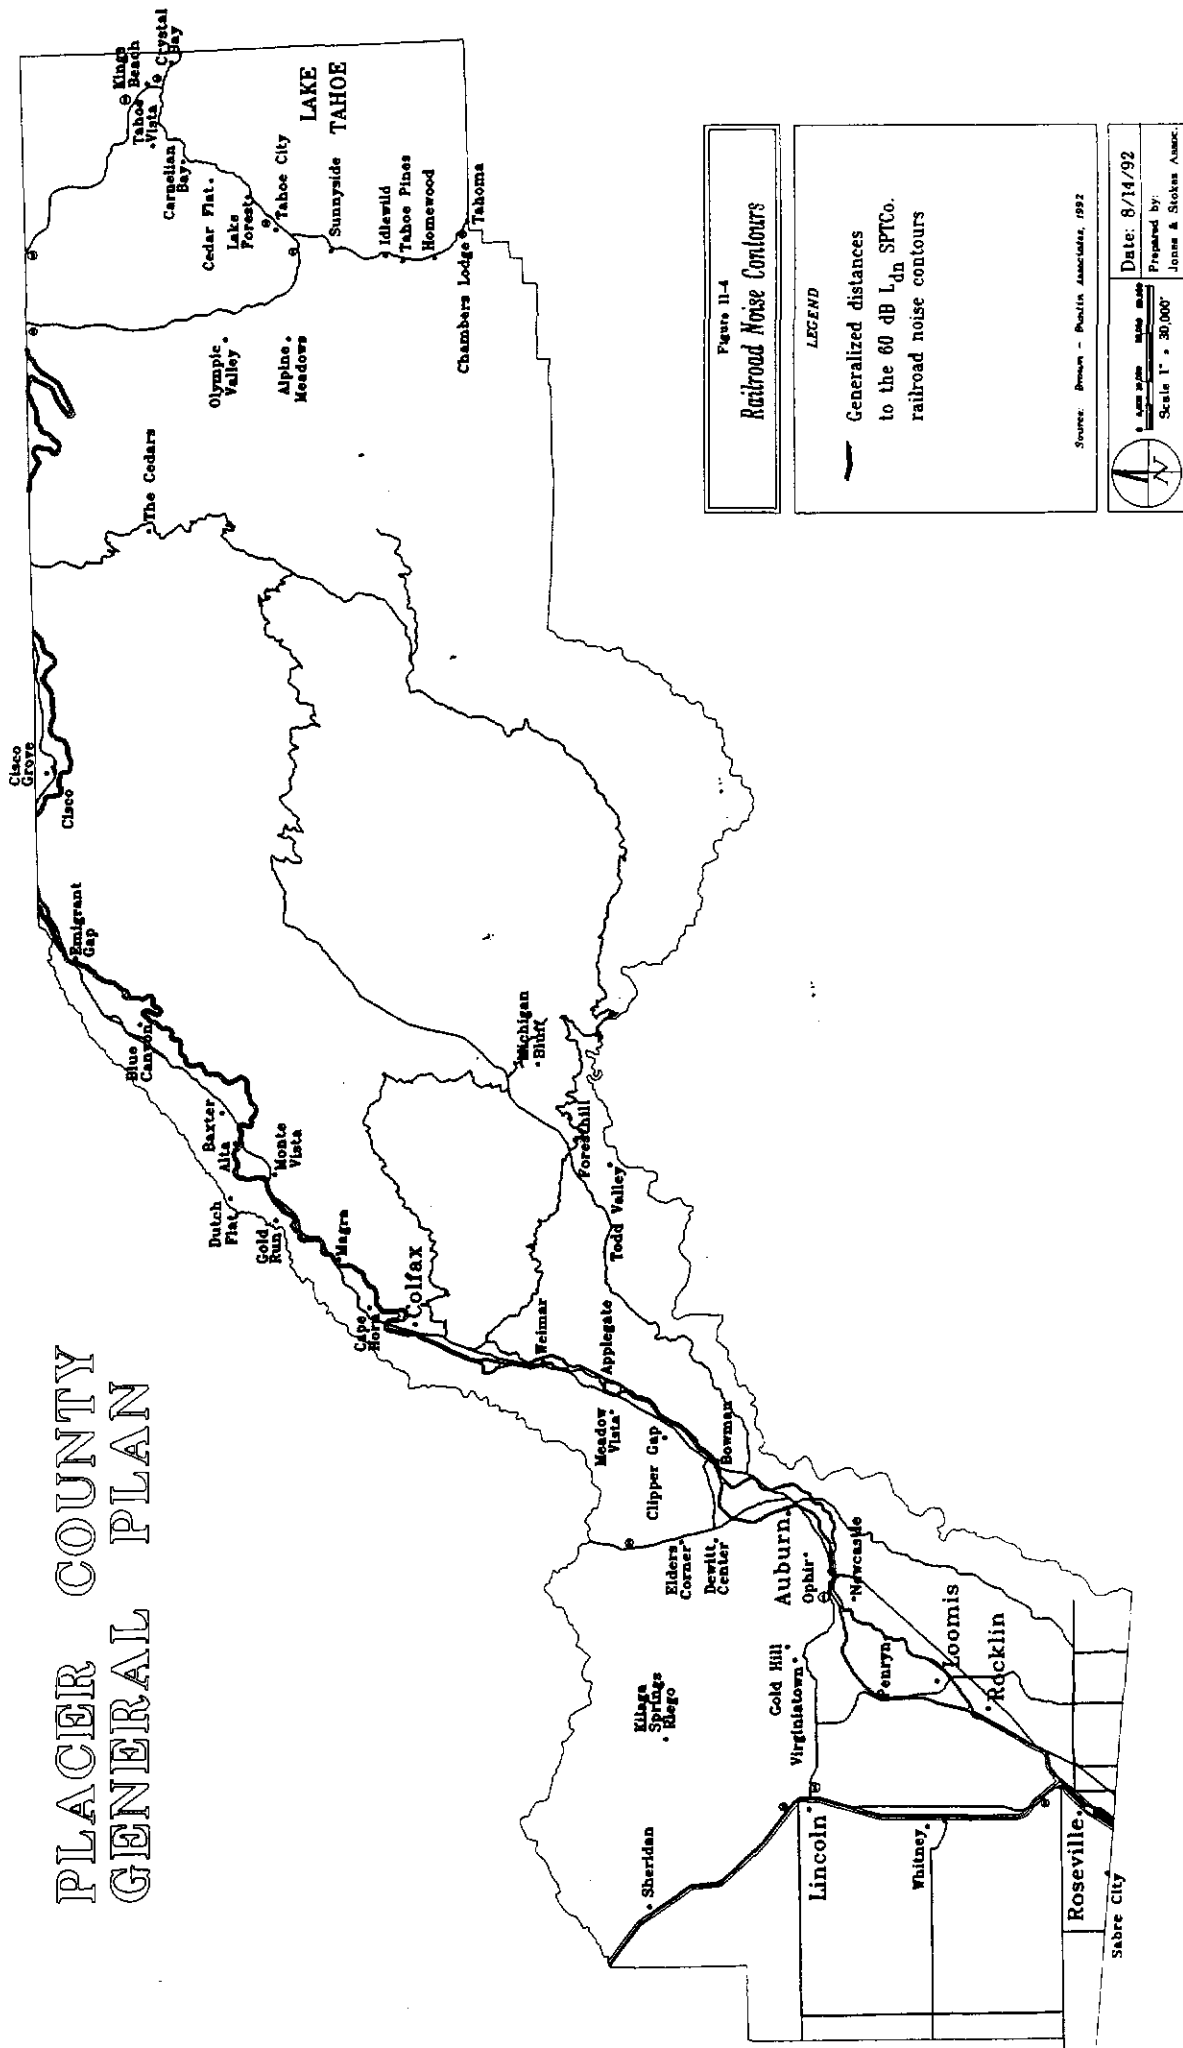 PLACER COUNTY
GENERAL PLAN
Kings
Beach
Crystal
Bay
Tahoe
Vista
Carnelian
Bay
Cedar Flat
Lake
Forest
Tahoe City
LAKE
TAHOE
Sunnyside
Idlewild
Tahoe Pines
Homewood
Tahoma
Chambers Lodge
Olympic
Valley
Alpine
Meadows
The Cedars
Cisco
Grove
Cisco
Emigrant
Gap
Blue
Canyon
Baxter
Alta
Monte
Vista
Dutch
Flat
Gold
Run
Magra
Cape
Horn
Colfax
Michigan
Bluff
Foresthill
Todd Valley
Weimar
Applegate
Meadow
Vista
Clipper Gap
Bowman
Elders
Corner
Dewitt
Center
Auburn
Ophir
Newcastle
Kilaga
Springs
Riego
Gold Hill
Virginiatown
Penryn
Loomis
Rocklin
Sheridan
Lincoln
Whitney
Roseville
Sabre City
Figure 11-4
Railroad Noise Contours
LEGEND
Generalized distances
to the 60 dB Ldn SPTCo.
railroad noise contours
Source: Brown - Buntin Associates, 1992
N
Scale 1" = 30,000'
Date: 8/14/92
Prepared by:
Jones & Stokes Assoc.